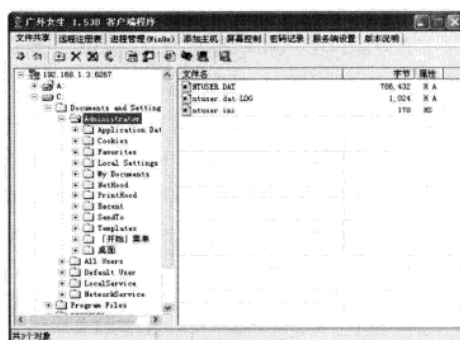 广外女生 1.53B 客户端程序
文件共享 远程注册表 进程管理(Win9x) 添加主机 屏幕控制 密码记录 服务端设置 版本说明
192.168.1.3:6267
A:
C:
Documents and Setting
Administrator
Application Dat
Cookies
Favorites
Local Settings
My Documents
NetHood
PrintHood
Recent
SendTo
Templates
「开始」菜单
桌面
All Users
Default User
LocalService
NetworkService
Program Files
文件名 字节 属性
NTUSER.DAT 786,432 H A
ntuser.dat.LOG 1,024 H A
ntuser.ini 178 HS
共3个对象